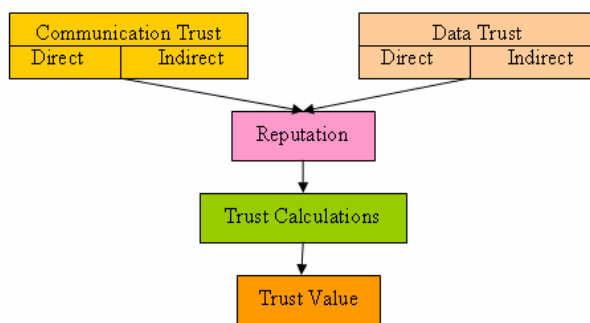 Communication Trust
Direct Indirect
Data Trust
Direct Indirect
Reputation
Trust Calculations
Trust Value